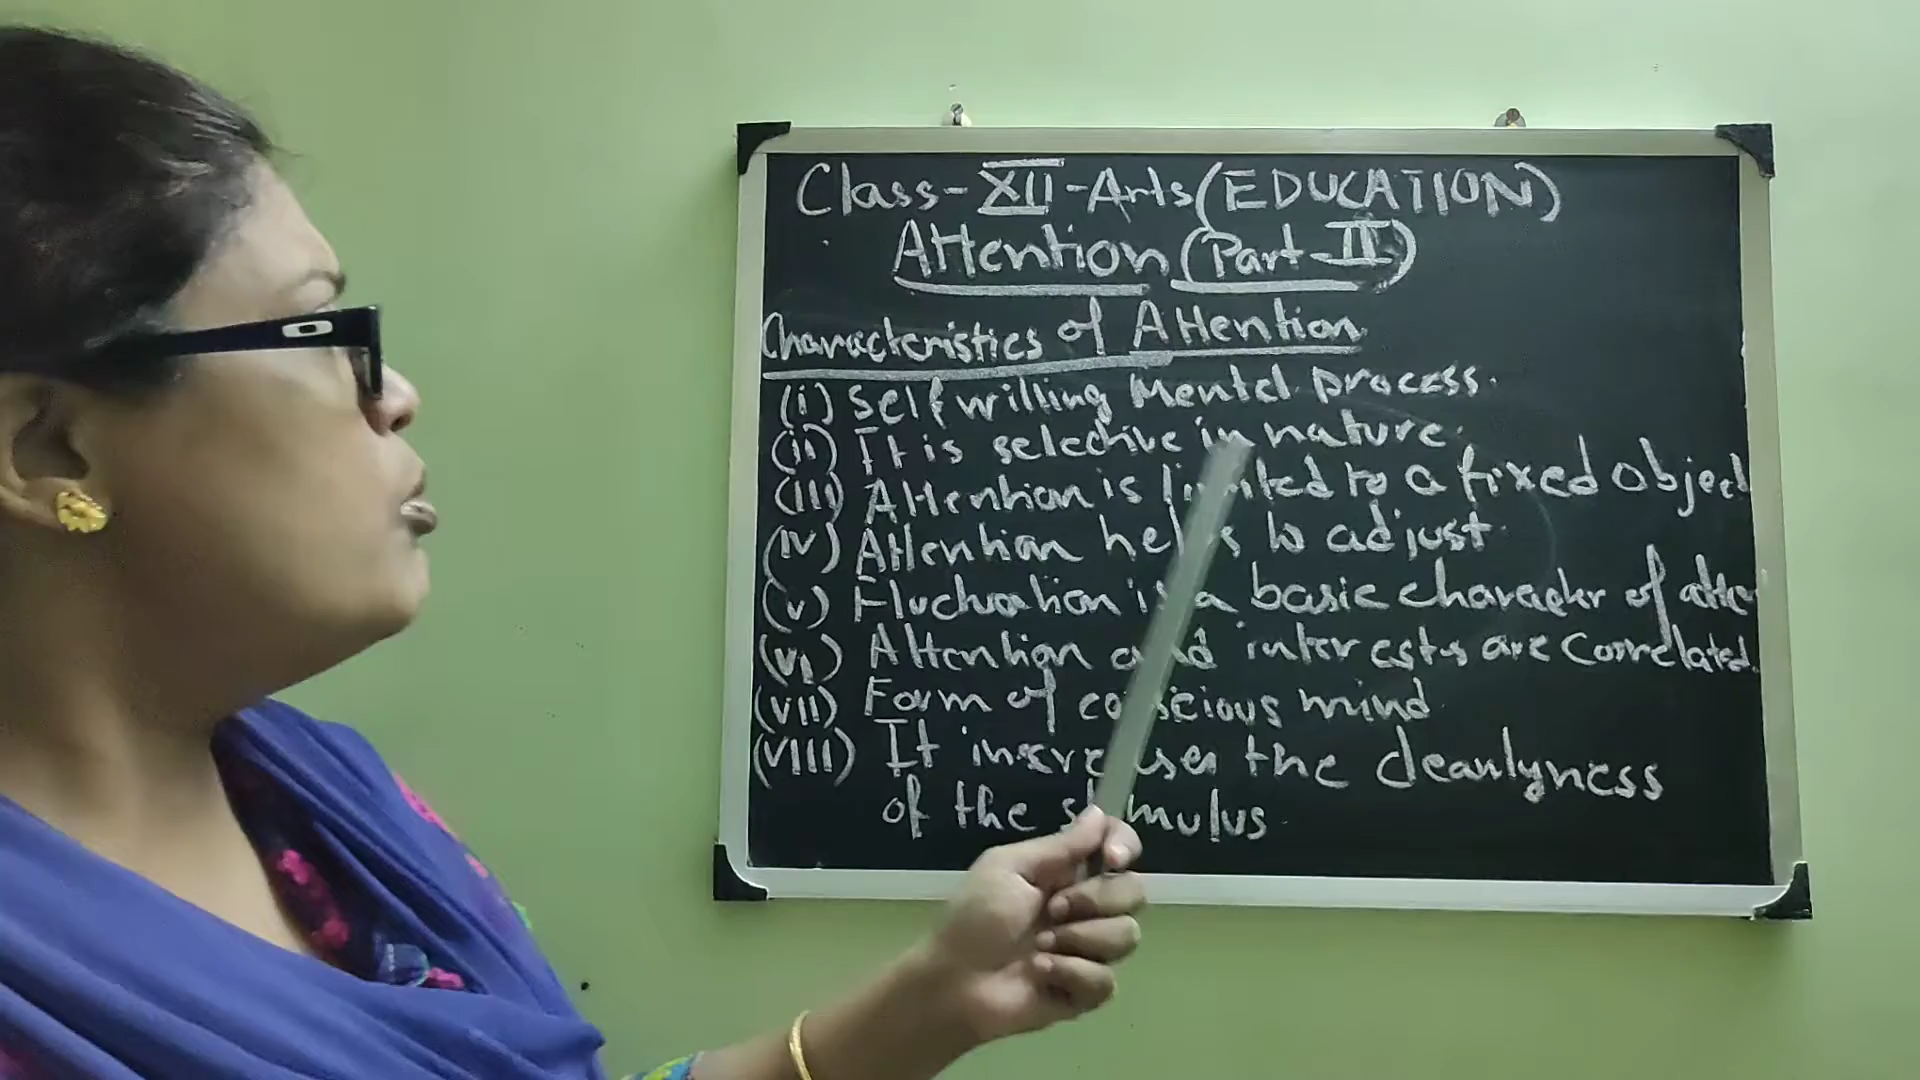 Class-XII-Arts(EDUCATION)
Attention(Part-II)
Characteristics of Attention
(i) Self willing Mental process.
(ii) It is selective in nature.
(III) Attention is limited to a fixed object
(IV) Attention helps to adjust.
(V) Fluctuation is a basic character of atte
(VI) Attention and interests are correlated.
(VII) Form of conscious mind
(VIII) It increases the clearlyness
of the stimulus.